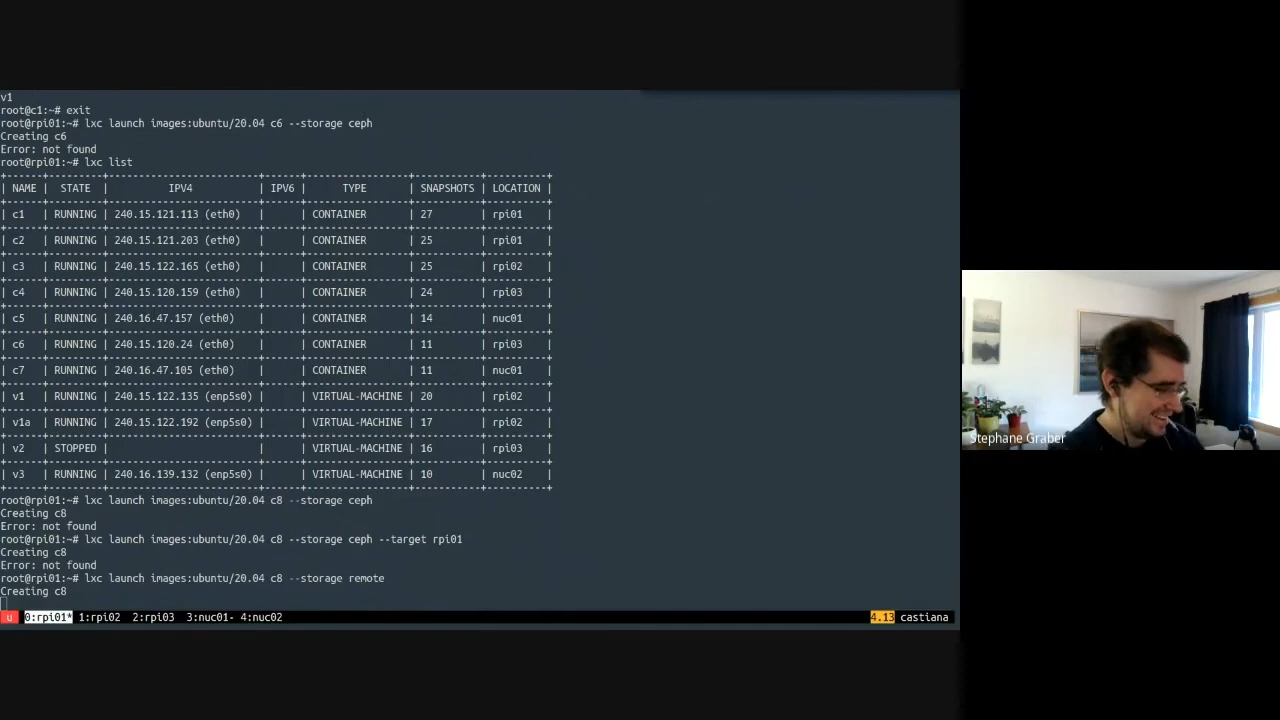 v1
root@c1:~# exit
root@rpi01:~# lxc launch images:ubuntu/20.04 c6 --storage ceph
Creating c6
Error: not found
root@rpi01:~# lxc list
+------+---------+------------------------+------+-----------------+-----------+----------+
| NAME | STATE | IPV4 | IPV6 | TYPE | SNAPSHOTS | LOCATION |
+------+---------+------------------------+------+-----------------+-----------+----------+
| c1 | RUNNING | 240.15.121.113 (eth0) | | CONTAINER | 27 | rpi01 |
+------+---------+------------------------+------+-----------------+-----------+----------+
| c2 | RUNNING | 240.15.121.203 (eth0) | | CONTAINER | 25 | rpi01 |
+------+---------+------------------------+------+-----------------+-----------+----------+
| c3 | RUNNING | 240.15.122.165 (eth0) | | CONTAINER | 25 | rpi02 |
+------+---------+------------------------+------+-----------------+-----------+----------+
| c4 | RUNNING | 240.15.120.159 (eth0) | | CONTAINER | 24 | rpi03 |
+------+---------+------------------------+------+-----------------+-----------+----------+
| c5 | RUNNING | 240.16.47.157 (eth0) | | CONTAINER | 14 | nuc01 |
+------+---------+------------------------+------+-----------------+-----------+----------+
| c6 | RUNNING | 240.15.120.24 (eth0) | | CONTAINER | 11 | rpi03 |
+------+---------+------------------------+------+-----------------+-----------+----------+
| c7 | RUNNING | 240.16.47.105 (eth0) | | CONTAINER | 11 | nuc01 |
+------+---------+------------------------+------+-----------------+-----------+----------+
| v1 | RUNNING | 240.15.122.135 (enp5s0) | | VIRTUAL-MACHINE | 20 | rpi02 |
+------+---------+------------------------+------+-----------------+-----------+----------+
| v1a | RUNNING | 240.15.122.192 (enp5s0) | | VIRTUAL-MACHINE | 17 | rpi02 |
+------+---------+------------------------+------+-----------------+-----------+----------+
| v2 | STOPPED | | | VIRTUAL-MACHINE | 16 | rpi03 |
+------+---------+------------------------+------+-----------------+-----------+----------+
| v3 | RUNNING | 240.16.139.132 (enp5s0) | | VIRTUAL-MACHINE | 10 | nuc02 |
+------+---------+------------------------+------+-----------------+-----------+----------+
root@rpi01:~# lxc launch images:ubuntu/20.04 c8 --storage ceph
Creating c8
Error: not found
root@rpi01:~# lxc launch images:ubuntu/20.04 c8 --storage ceph --target rpi01
Creating c8
Error: not found
root@rpi01:~# lxc launch images:ubuntu/20.04 c8 --storage remote
Creating c8
u 0:rpi01* 1:rpi02 2:rpi03 3:nuc01- 4:nuc02 4.13 castiana
Stephane Graber